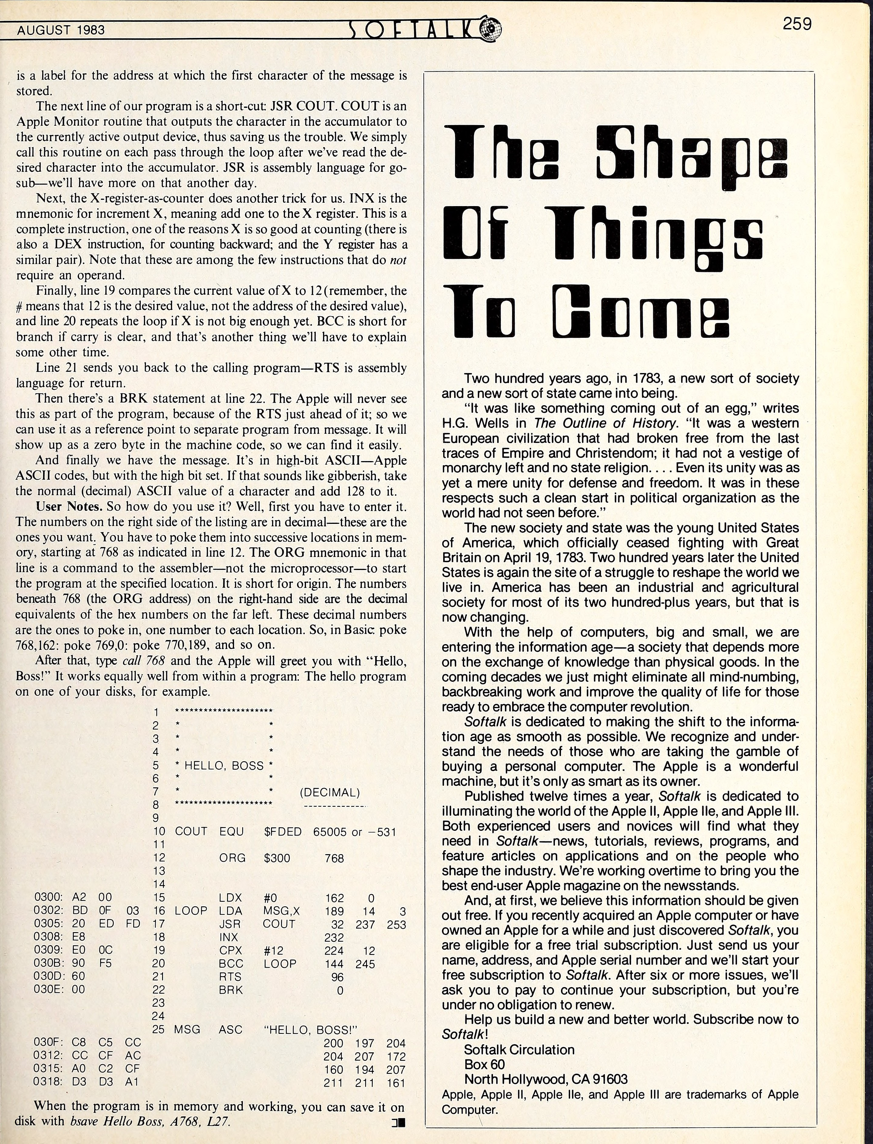 AUGUST 1983
SOFTALK
259
is a label for the address at which the first character of the message is
stored.
The next line of our program is a short-cut: JSR COUT. COUT is an
Apple Monitor routine that outputs the character in the accumulator to
the currently active output device, thus saving us the trouble. We simply
call this routine on each pass through the loop after we've read the de-
sired character into the accumulator. JSR is assembly language for go-
sub—we'll have more on that another day.
Next, the X-register-as-counter does another trick for us. INX is the
mnemonic for increment X, meaning add one to the X register. This is a
complete instruction, one of the reasons X is so good at counting (there is
also a DEX instruction, for counting backward; and the Y register has a
similar pair). Note that these are among the few instructions that do not
require an operand.
Finally, line 19 compares the current value of X to 12 (remember, the
# means that 12 is the desired value, not the address of the desired value),
and line 20 repeats the loop if X is not big enough yet. BCC is short for
branch if carry is clear, and that's another thing we'll have to explain
some other time.
Line 21 sends you back to the calling program—RTS is assembly
language for return.
Then there's a BRK statement at line 22. The Apple will never see
this as part of the program, because of the RTS just ahead of it; so we
can use it as a reference point to separate program from message. It will
show up as a zero byte in the machine code, so we can find it easily.
And finally we have the message. It's in high-bit ASCII—Apple
ASCII codes, but with the high bit set. If that sounds like gibberish, take
the normal (decimal) ASCII value of a character and add 128 to it.
User Notes. So how do you use it? Well, first you have to enter it.
The numbers on the right side of the listing are in decimal—these are the
ones you want. You have to poke them into successive locations in mem-
ory, starting at 768 as indicated in line 12. The ORG mnemonic in that
line is a command to the assembler—not the microprocessor—to start
the program at the specified location. It is short for origin. The numbers
beneath 768 (the ORG address) on the right-hand side are the decimal
equivalents of the hex numbers on the far left. These decimal numbers
are the ones to poke in, one number to each location. So, in Basic: poke
768,162: poke 769,0: poke 770,189, and so on.
After that, type call 768 and the Apple will greet you with "Hello,
Boss!" It works equally well from within a program: The hello program
on one of your disks, for example.
1 *********************
2 * *
3 * *
4 * *
5 * HELLO, BOSS *
6 * *
7 * * (DECIMAL)
8 ********************* -------------
9
10 COUT EQU $FDED 65005 or −531
11
12 ORG $300 768
13
14
0300: A2 00 15 LDX #0 162 0
0302: BD 0F 03 16 LOOP LDA MSG,X 189 14 3
0305: 20 ED FD 17 JSR COUT 32 237 253
0308: E8 18 INX 232
0309: E0 0C 19 CPX #12 224 12
030B: 90 F5 20 BCC LOOP 144 245
030D: 60 21 RTS 96
030E: 00 22 BRK 0
23
24
25 MSG ASC "HELLO, BOSS!"
030F: C8 C5 CC 200 197 204
0312: CC CF AC 204 207 172
0315: A0 C2 CF 160 194 207
0318: D3 D3 A1 211 211 161
When the program is in memory and working, you can save it on
disk with bsave Hello Boss, A768, L27.
The Shape
Of Things
To Come
Two hundred years ago, in 1783, a new sort of society
and a new sort of state came into being.
"It was like something coming out of an egg," writes
H.G. Wells in The Outline of History. "It was a western
European civilization that had broken free from the last
traces of Empire and Christendom; it had not a vestige of
monarchy left and no state religion. . . . Even its unity was as
yet a mere unity for defense and freedom. It was in these
respects such a clean start in political organization as the
world had not seen before."
The new society and state was the young United States
of America, which officially ceased fighting with Great
Britain on April 19, 1783. Two hundred years later the United
States is again the site of a struggle to reshape the world we
live in. America has been an industrial and agricultural
society for most of its two hundred-plus years, but that is
now changing.
With the help of computers, big and small, we are
entering the information age—a society that depends more
on the exchange of knowledge than physical goods. In the
coming decades we just might eliminate all mind-numbing,
backbreaking work and improve the quality of life for those
ready to embrace the computer revolution.
Softalk is dedicated to making the shift to the informa-
tion age as smooth as possible. We recognize and under-
stand the needs of those who are taking the gamble of
buying a personal computer. The Apple is a wonderful
machine, but it's only as smart as its owner.
Published twelve times a year, Softalk is dedicated to
illuminating the world of the Apple II, Apple IIe, and Apple III.
Both experienced users and novices will find what they
need in Softalk—news, tutorials, reviews, programs, and
feature articles on applications and on the people who
shape the industry. We're working overtime to bring you the
best end-user Apple magazine on the newsstands.
And, at first, we believe this information should be given
out free. If you recently acquired an Apple computer or have
owned an Apple for a while and just discovered Softalk, you
are eligible for a free trial subscription. Just send us your
name, address, and Apple serial number and we'll start your
free subscription to Softalk. After six or more issues, we'll
ask you to pay to continue your subscription, but you're
under no obligation to renew.
Help us build a new and better world. Subscribe now to
Softalk!
Softalk Circulation
Box 60
North Hollywood, CA 91603
Apple, Apple II, Apple IIe, and Apple III are trademarks of Apple
Computer.